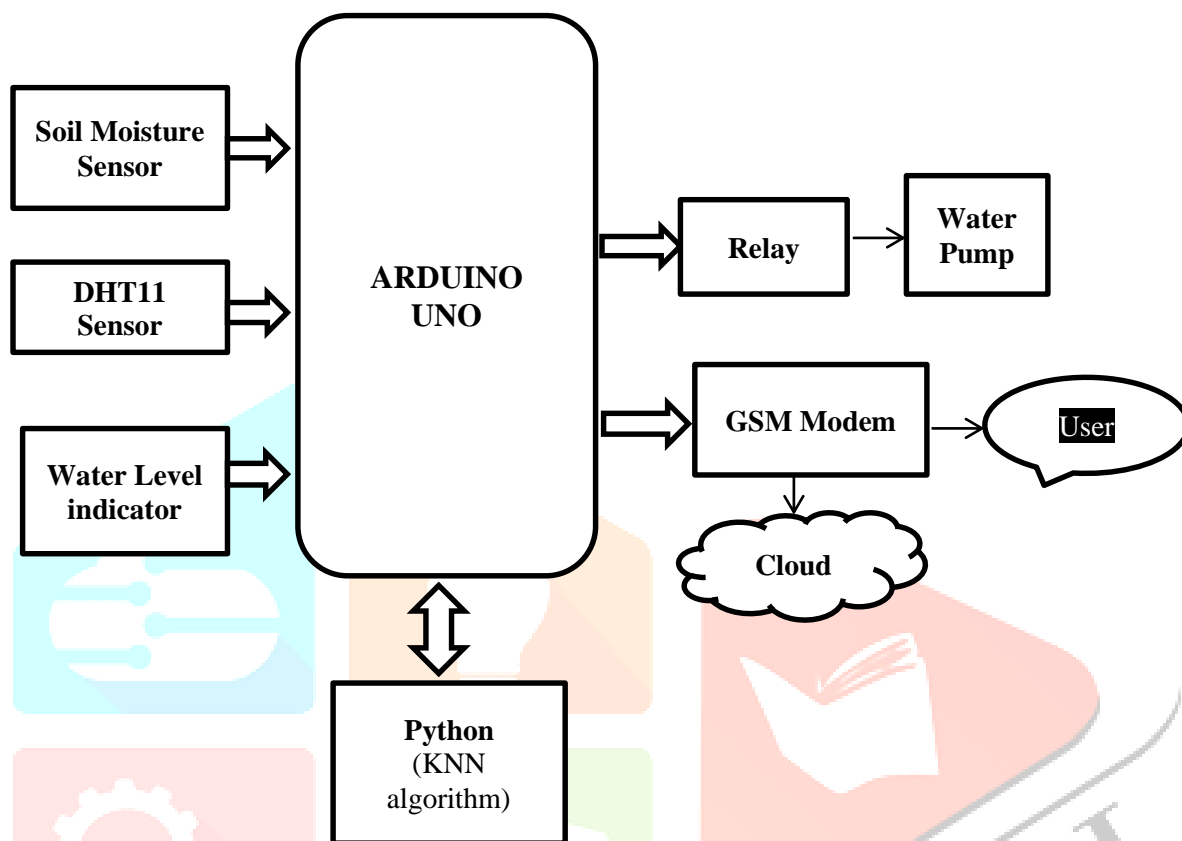 Soil Moisture
Sensor
DHT11
Sensor
Water Level
indicator
ARDUINO
UNO
Relay
Water
Pump
GSM Modem
User
Cloud
Python
(KNN
algorithm)